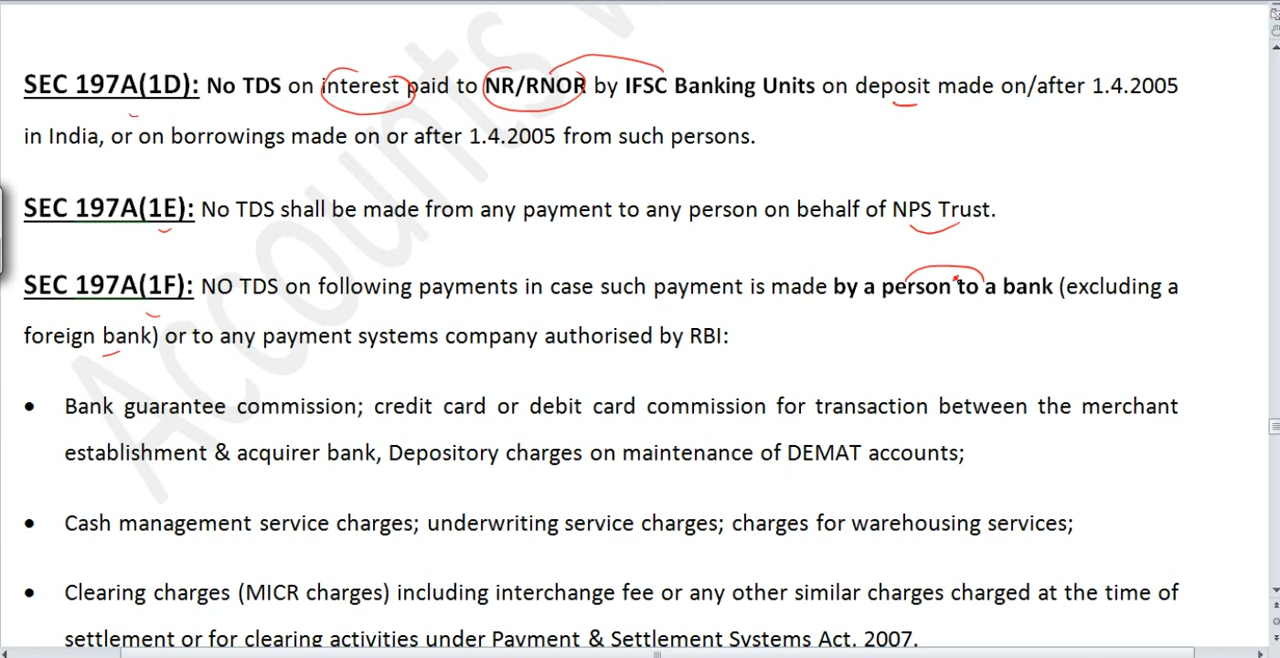 SEC 197A(1D): No TDS on interest paid to NR/RNOR by IFSC Banking Units on deposit made on/after 1.4.2005
in India, or on borrowings made on or after 1.4.2005 from such persons.
SEC 197A(1E): No TDS shall be made from any payment to any person on behalf of NPS Trust.
SEC 197A(1F): NO TDS on following payments in case such payment is made by a person to a bank (excluding a
foreign bank) or to any payment systems company authorised by RBI:
• Bank guarantee commission; credit card or debit card commission for transaction between the merchant
establishment & acquirer bank, Depository charges on maintenance of DEMAT accounts;
• Cash management service charges; underwriting service charges; charges for warehousing services;
• Clearing charges (MICR charges) including interchange fee or any other similar charges charged at the time of
settlement or for clearing activities under Payment & Settlement Systems Act, 2007.
Accounts